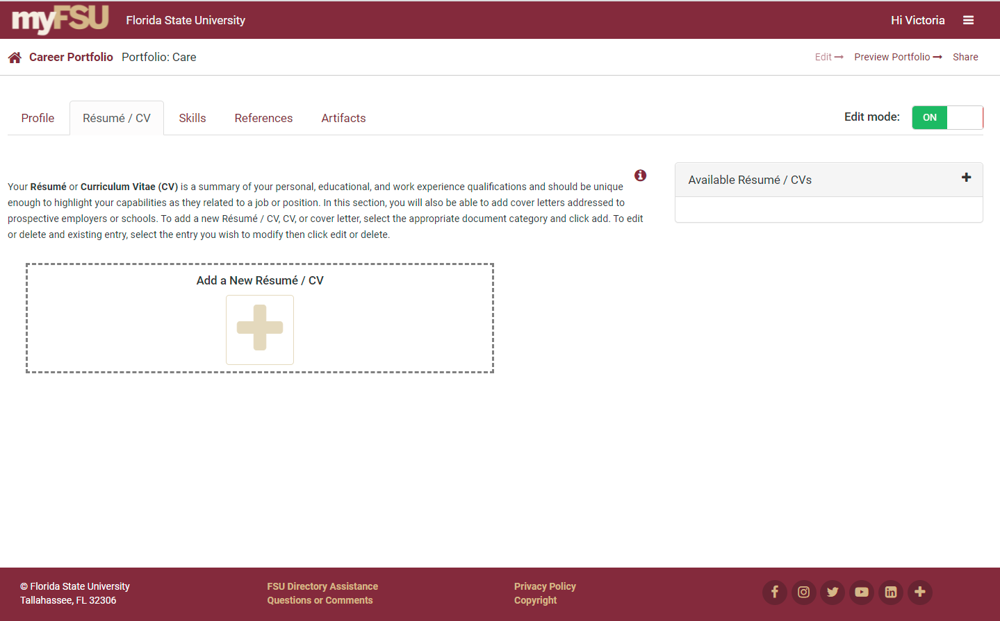 myFSU Florida State University Hi Victoria
Career Portfolio Portfolio: Care Edit Preview Portfolio Share
Profile Résumé / CV Skills References Artifacts Edit mode: ON
Your Résumé or Curriculum Vitae (CV) is a summary of your personal, educational, and work experience qualifications and should be unique
enough to highlight your capabilities as they related to a job or position. In this section, you will also be able to add cover letters addressed to
prospective employers or schools. To add a new Résumé / CV, CV, or cover letter, select the appropriate document category and click add. To edit
or delete and existing entry, select the entry you wish to modify then click edit or delete.
Available Résumé / CVs
Add a New Résumé / CV
© Florida State University
Tallahassee, FL 32306
FSU Directory Assistance
Questions or Comments
Privacy Policy
Copyright